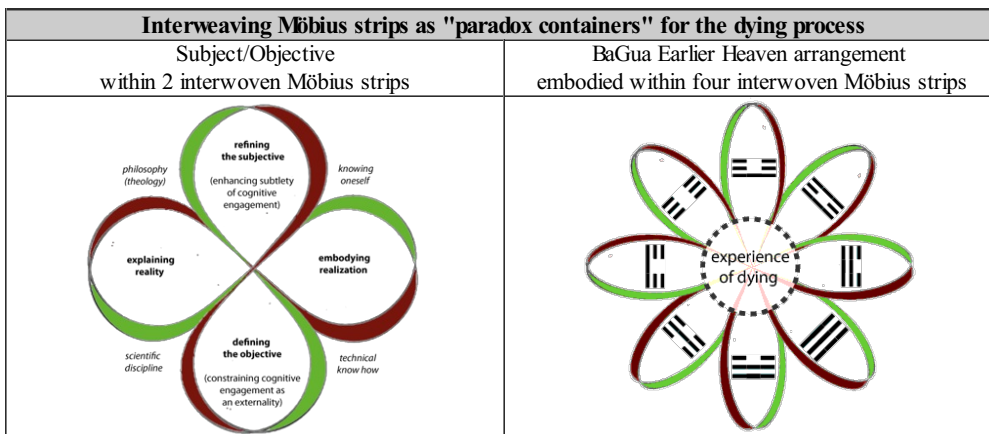 Interweaving Möbius strips as "paradox containers" for the dying process
Subject/Objective
within 2 interwoven Möbius strips
BaGua Earlier Heaven arrangement
embodied within four interwoven Möbius strips
refining
the subjective
(enhancing subtlety
of cognitive
engagement)
philosophy
(theology)
knowing
oneself
explaining
reality
embodying
realization
defining
the objective
(constraining cognitive
engagement as
an externality)
scientific
discipline
technical
know how
experience
of dying